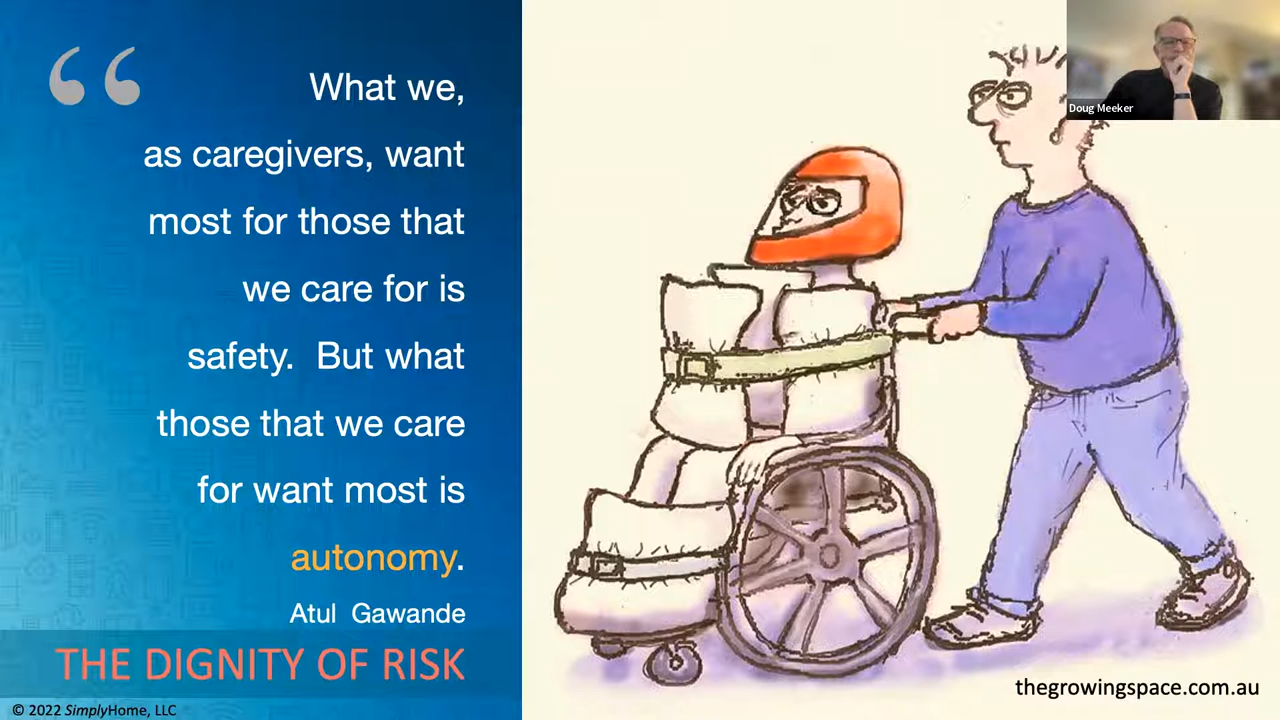 “
What we,
as caregivers, want
most for those that
we care for is
safety.  But what
those that we care
for want most is
autonomy.
Atul  Gawande
THE DIGNITY OF RISK
© 2022 SimplyHome, LLC
Doug Meeker
thegrowingspace.com.au